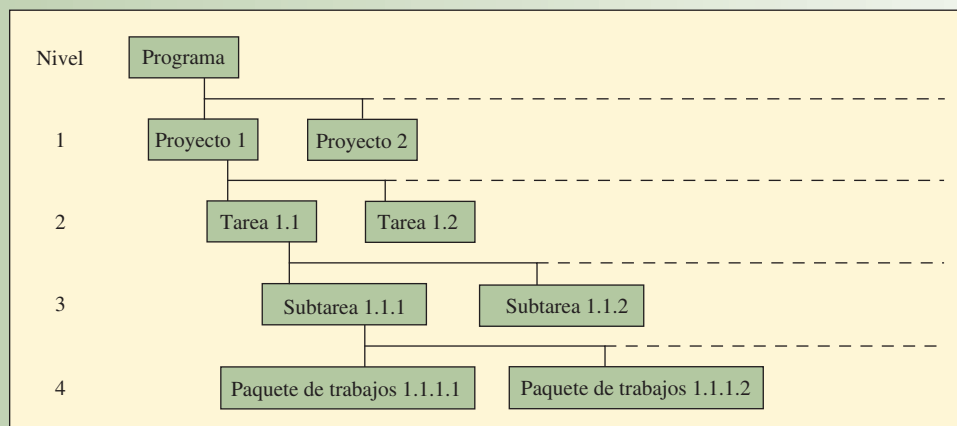 Nivel Programa
1 Proyecto 1 Proyecto 2
2 Tarea 1.1 Tarea 1.2
3 Subtarea 1.1.1 Subtarea 1.1.2
4 Paquete de trabajos 1.1.1.1 Paquete de trabajos 1.1.1.2